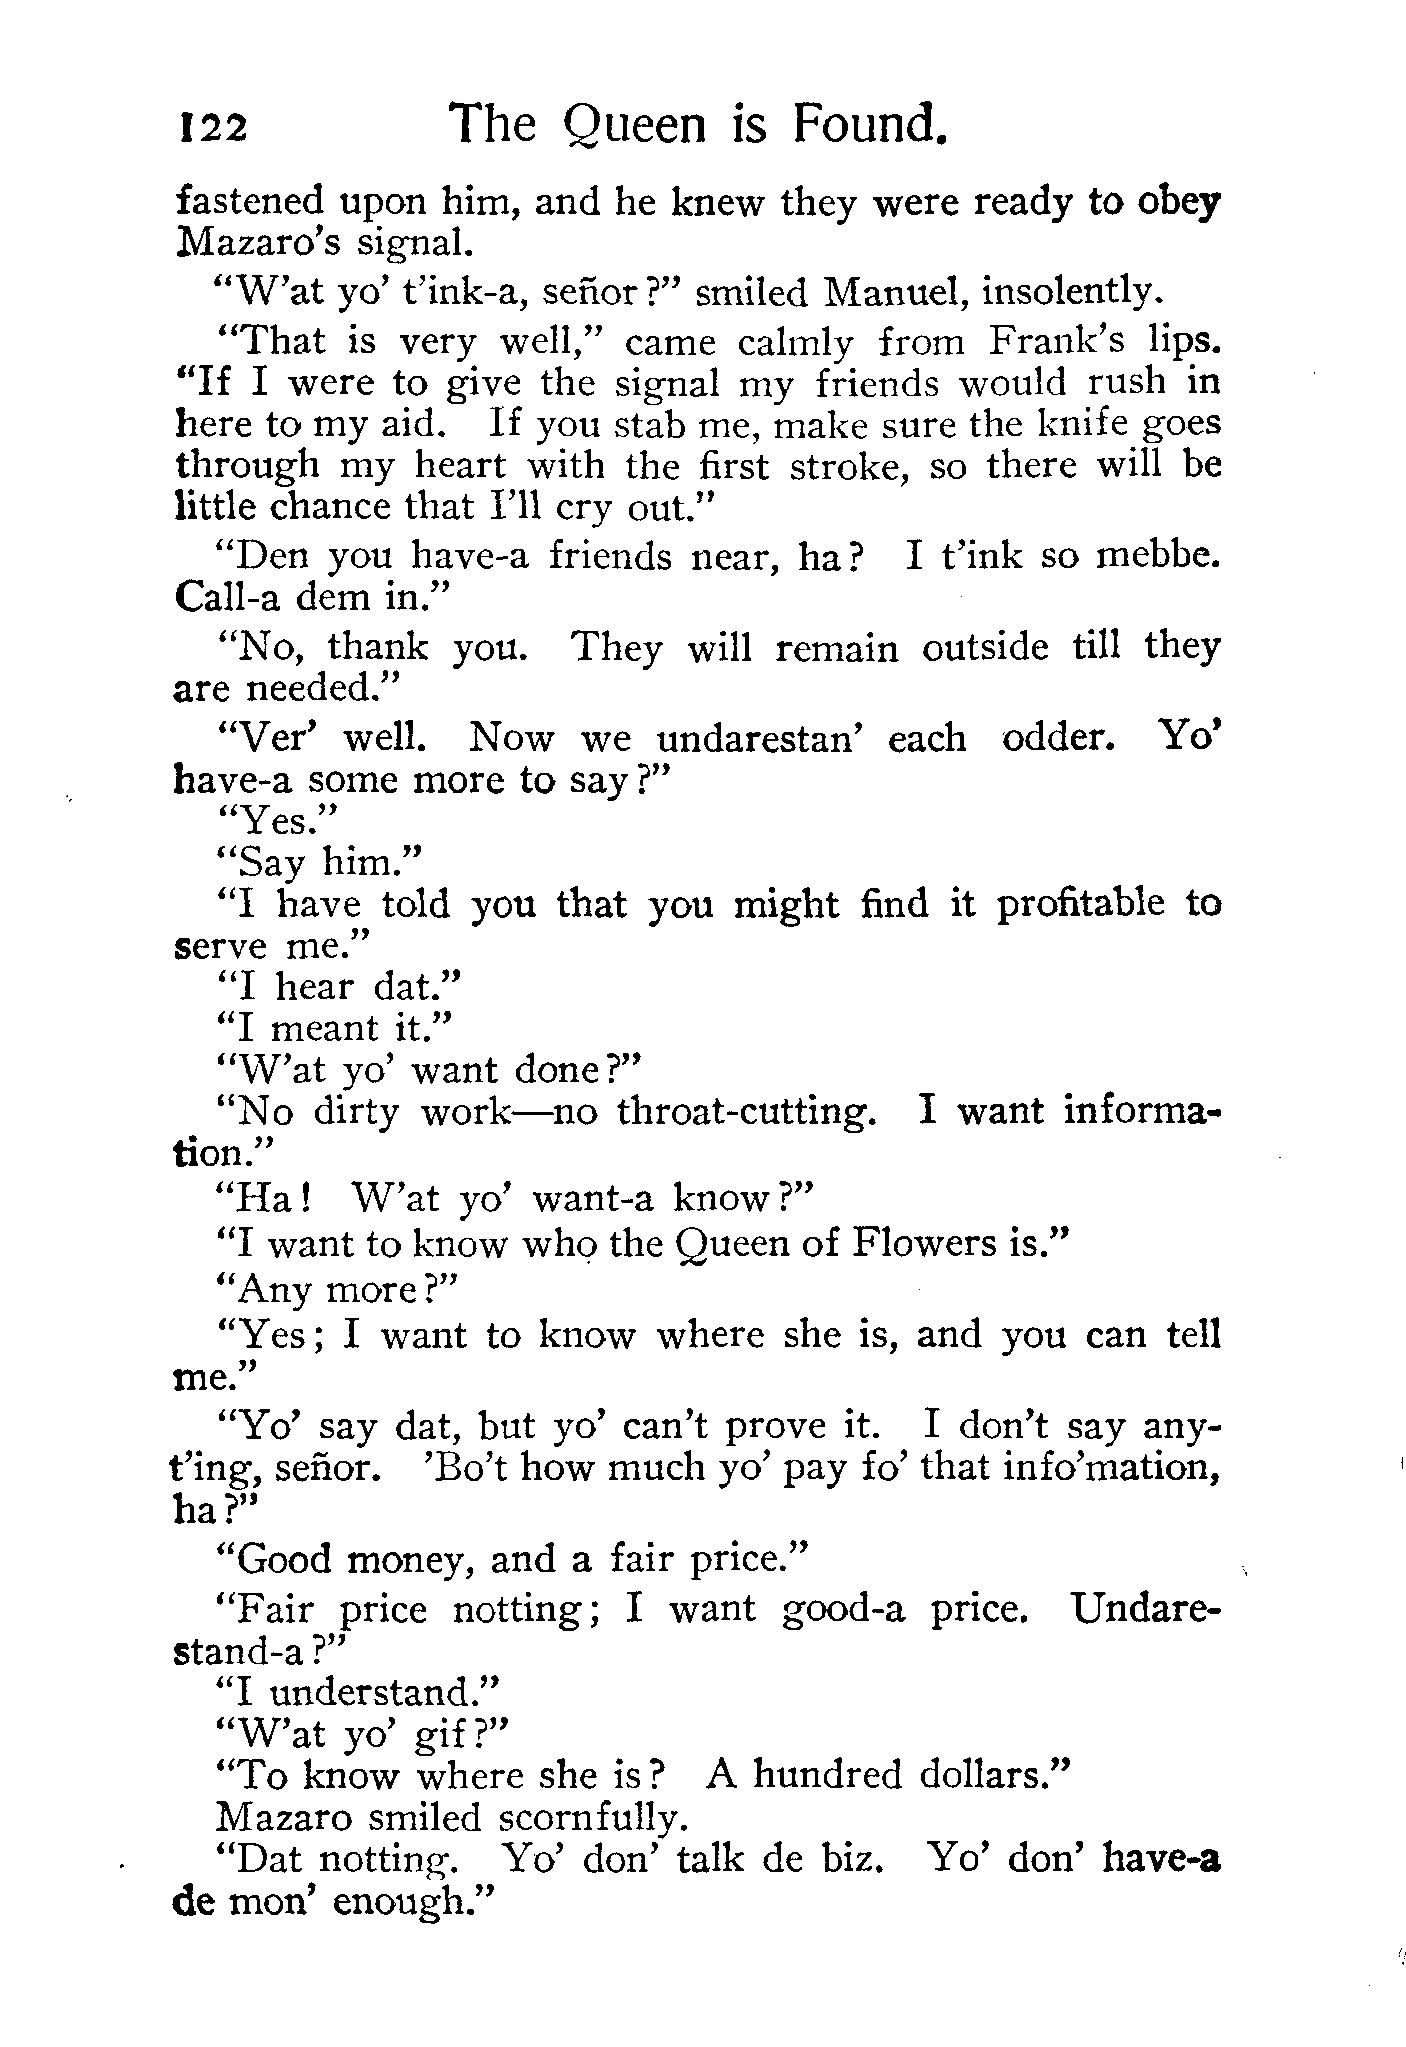 122 The Queen is Found.
fastened upon him, and he knew they were ready to obey
Mazaro's signal.
“W'at yo' t'ink-a, señor?” smiled Manuel, insolently.
“That is very well,” came calmly from Frank's lips.
“If I were to give the signal my friends would rush in
here to my aid. If you stab me, make sure the knife goes
through my heart with the first stroke, so there will be
little chance that I'll cry out.”
“Den you have-a friends near, ha? I t'ink so mebbe.
Call-a dem in.”
“No, thank you. They will remain outside till they
are needed.”
“Ver' well. Now we undarestan' each odder. Yo'
have-a some more to say?”
“Yes.”
“Say him.”
“I have told you that you might find it profitable to
serve me.”
“I hear dat.”
“I meant it.”
“W'at yo' want done?”
“No dirty work—no throat-cutting. I want informa-
tion.”
“Ha! W'at yo' want-a know?”
“I want to know who the Queen of Flowers is.”
“Any more?”
“Yes; I want to know where she is, and you can tell
me.”
“Yo' say dat, but yo' can't prove it. I don't say any-
t'ing, señor. 'Bo't how much yo' pay fo' that info'mation,
ha?”
“Good money, and a fair price.”
“Fair price notting; I want good-a price. Undare-
stand-a?”
“I understand.”
“W'at yo' gif?”
“To know where she is? A hundred dollars.”
Mazaro smiled scornfully.
“Dat notting. Yo' don' talk de biz. Yo' don' have-a
de mon' enough.”